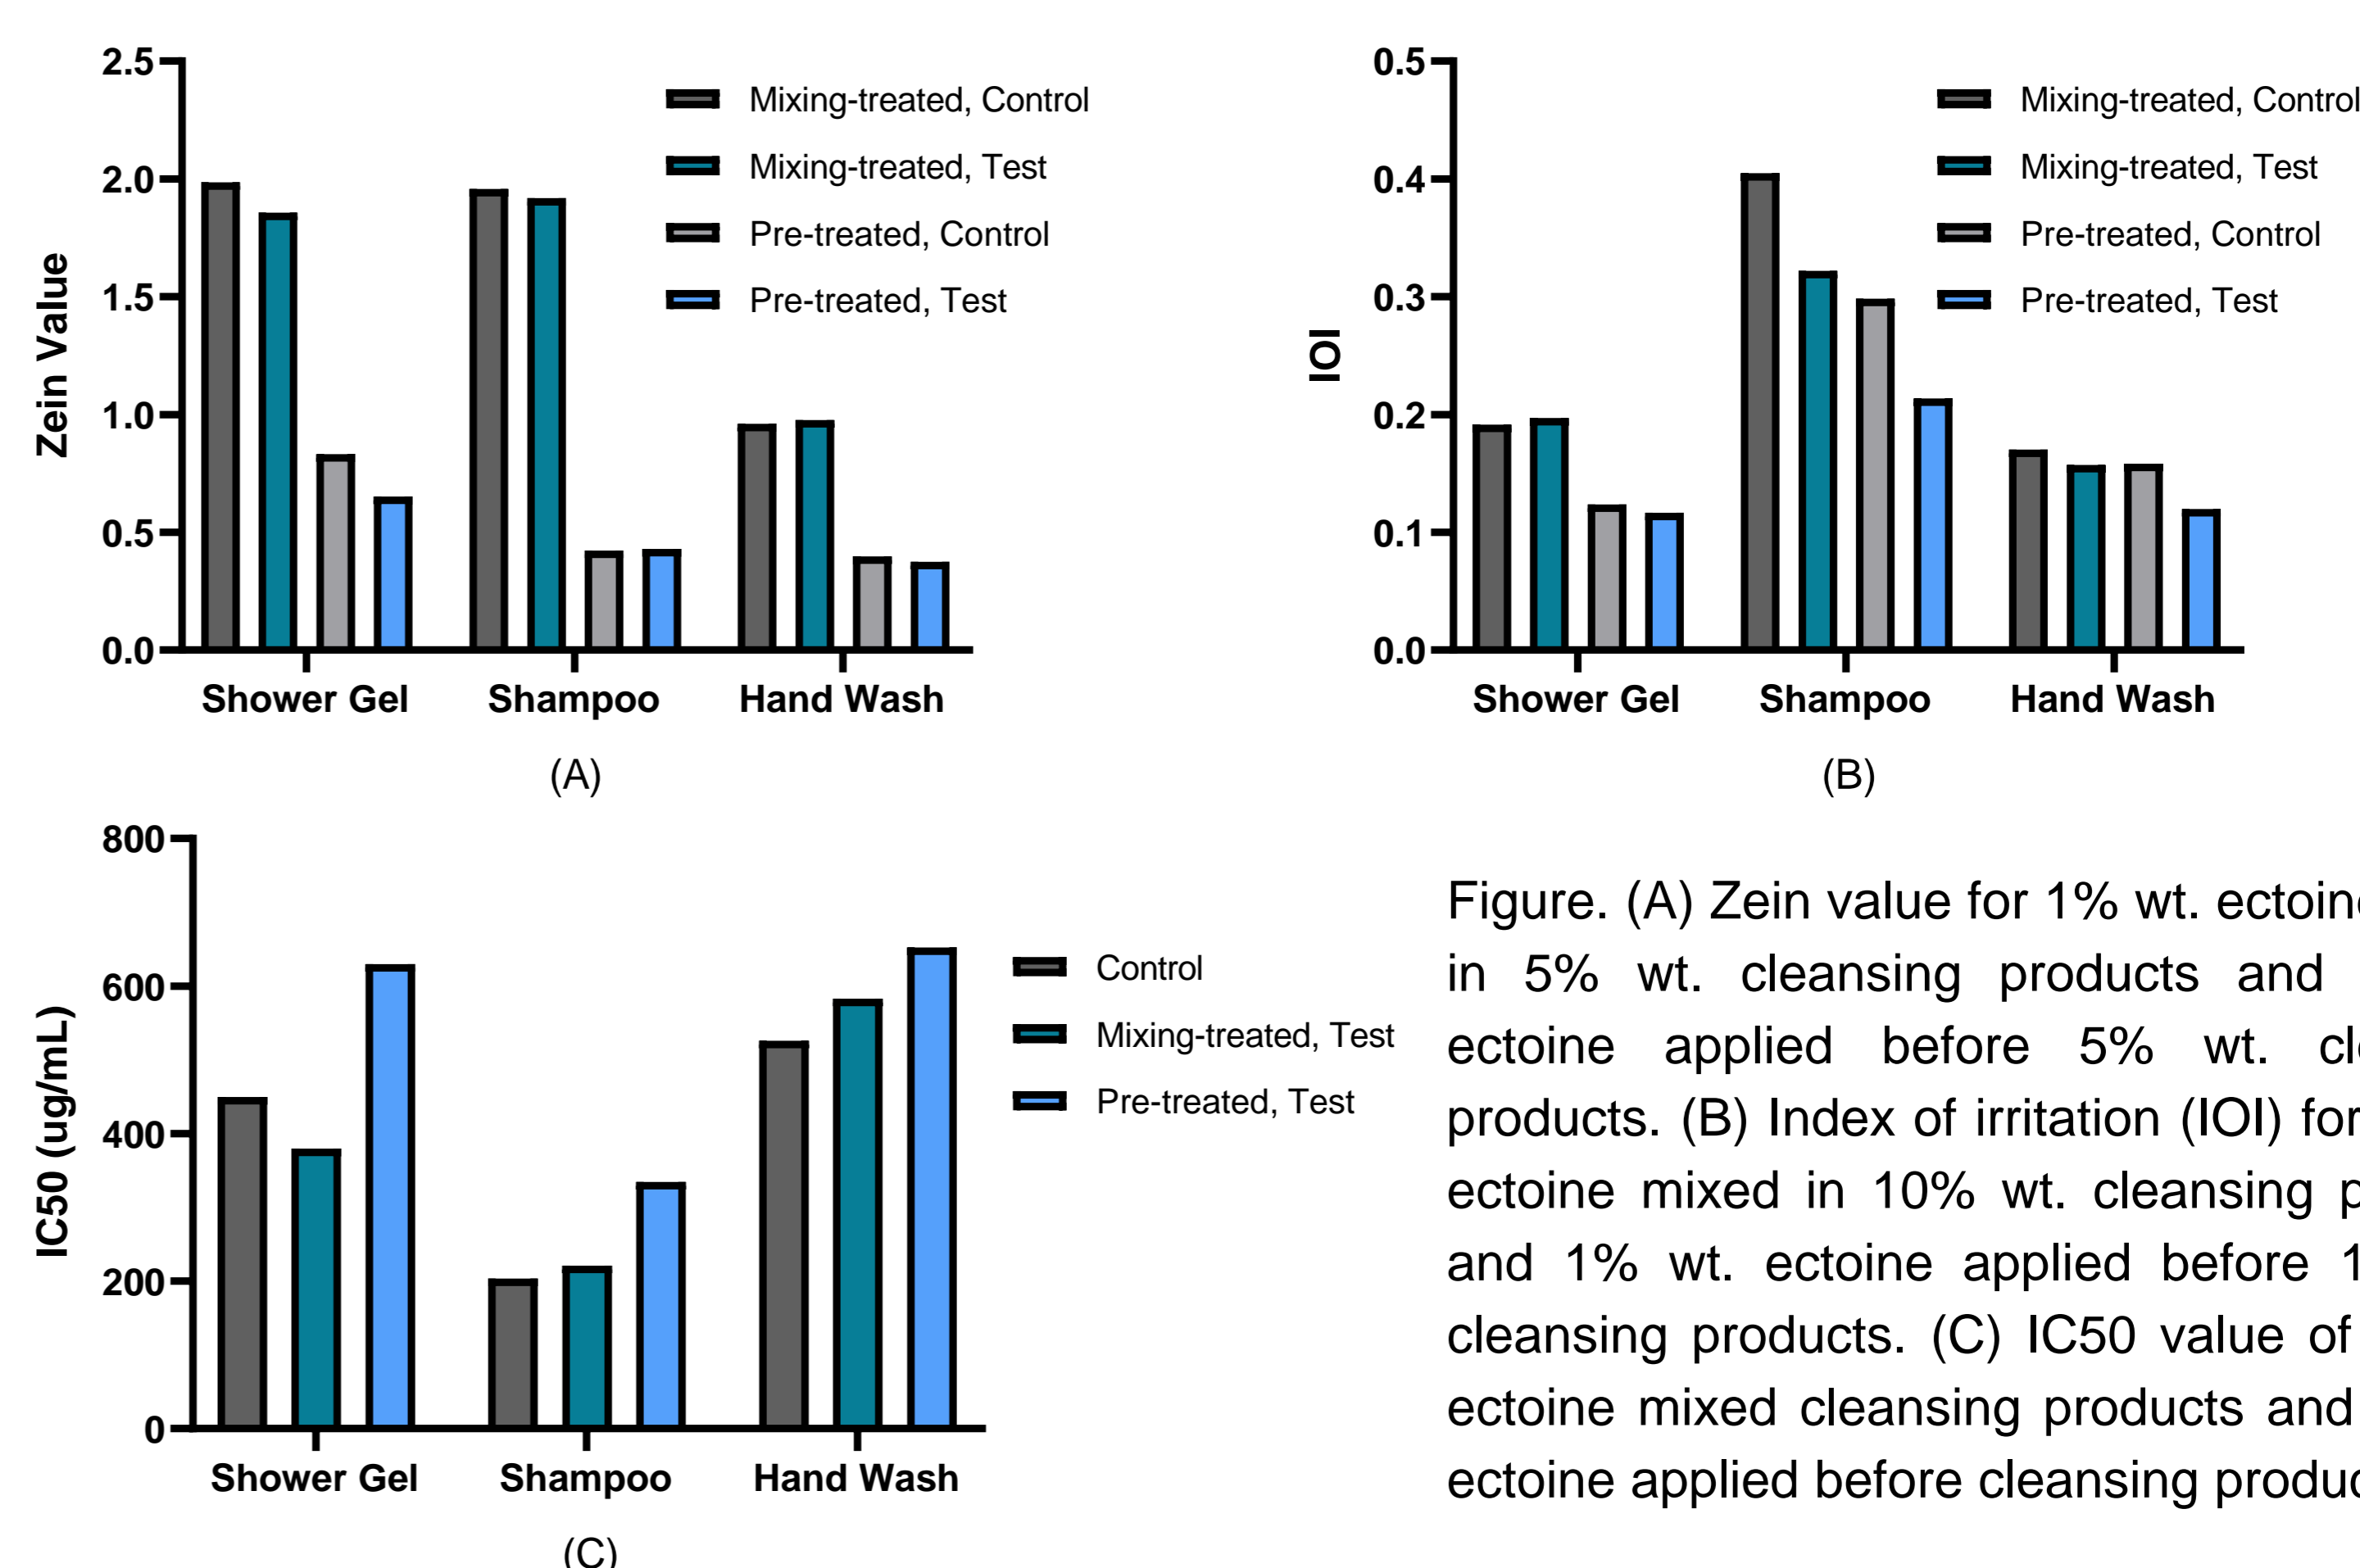 2.5
2.0
1.5
1.0
0.5
0.0
Zein Value
Mixing-treated, Control
Mixing-treated, Test
Pre-treated, Control
Pre-treated, Test
Shower Gel Shampoo Hand Wash
(A)
0.5
0.4
0.3
0.2
0.1
0.0
IOI
Mixing-treated, Control
Mixing-treated, Test
Pre-treated, Control
Pre-treated, Test
Shower Gel Shampoo Hand Wash
(B)
800
600
400
200
0
IC50 (ug/mL)
Control
Mixing-treated, Test
Pre-treated, Test
Shower Gel Shampoo Hand Wash
(C)
Figure. (A) Zein value for 1% wt. ectoine
in 5% wt. cleansing products and
ectoine applied before 5% wt.
products. (B) Index of irritation (IOI) for
ectoine mixed in 10% wt. cleansing
and 1% wt. ectoine applied before
cleansing products. (C) IC50 value of
ectoine mixed cleansing products and
ectoine applied before cleansing